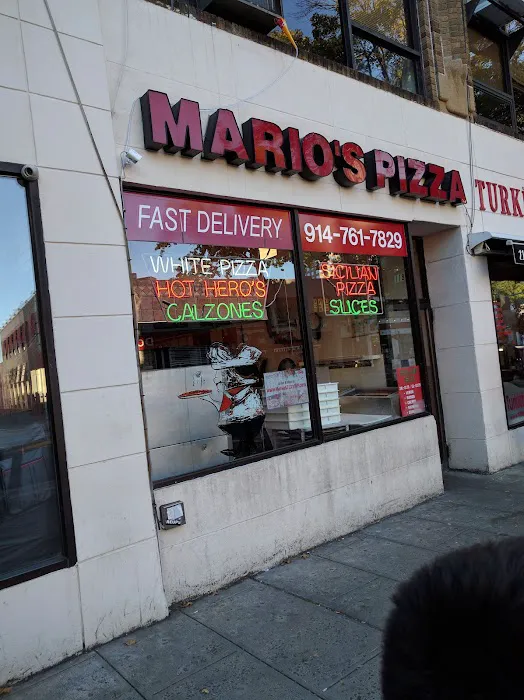 MARIO'S PIZZA
TURK
FAST DELIVERY
914-761-7829
WHITE PIZZA
HOT HERO'S
CALZONES
SICILIAN
PIZZA
SLICES